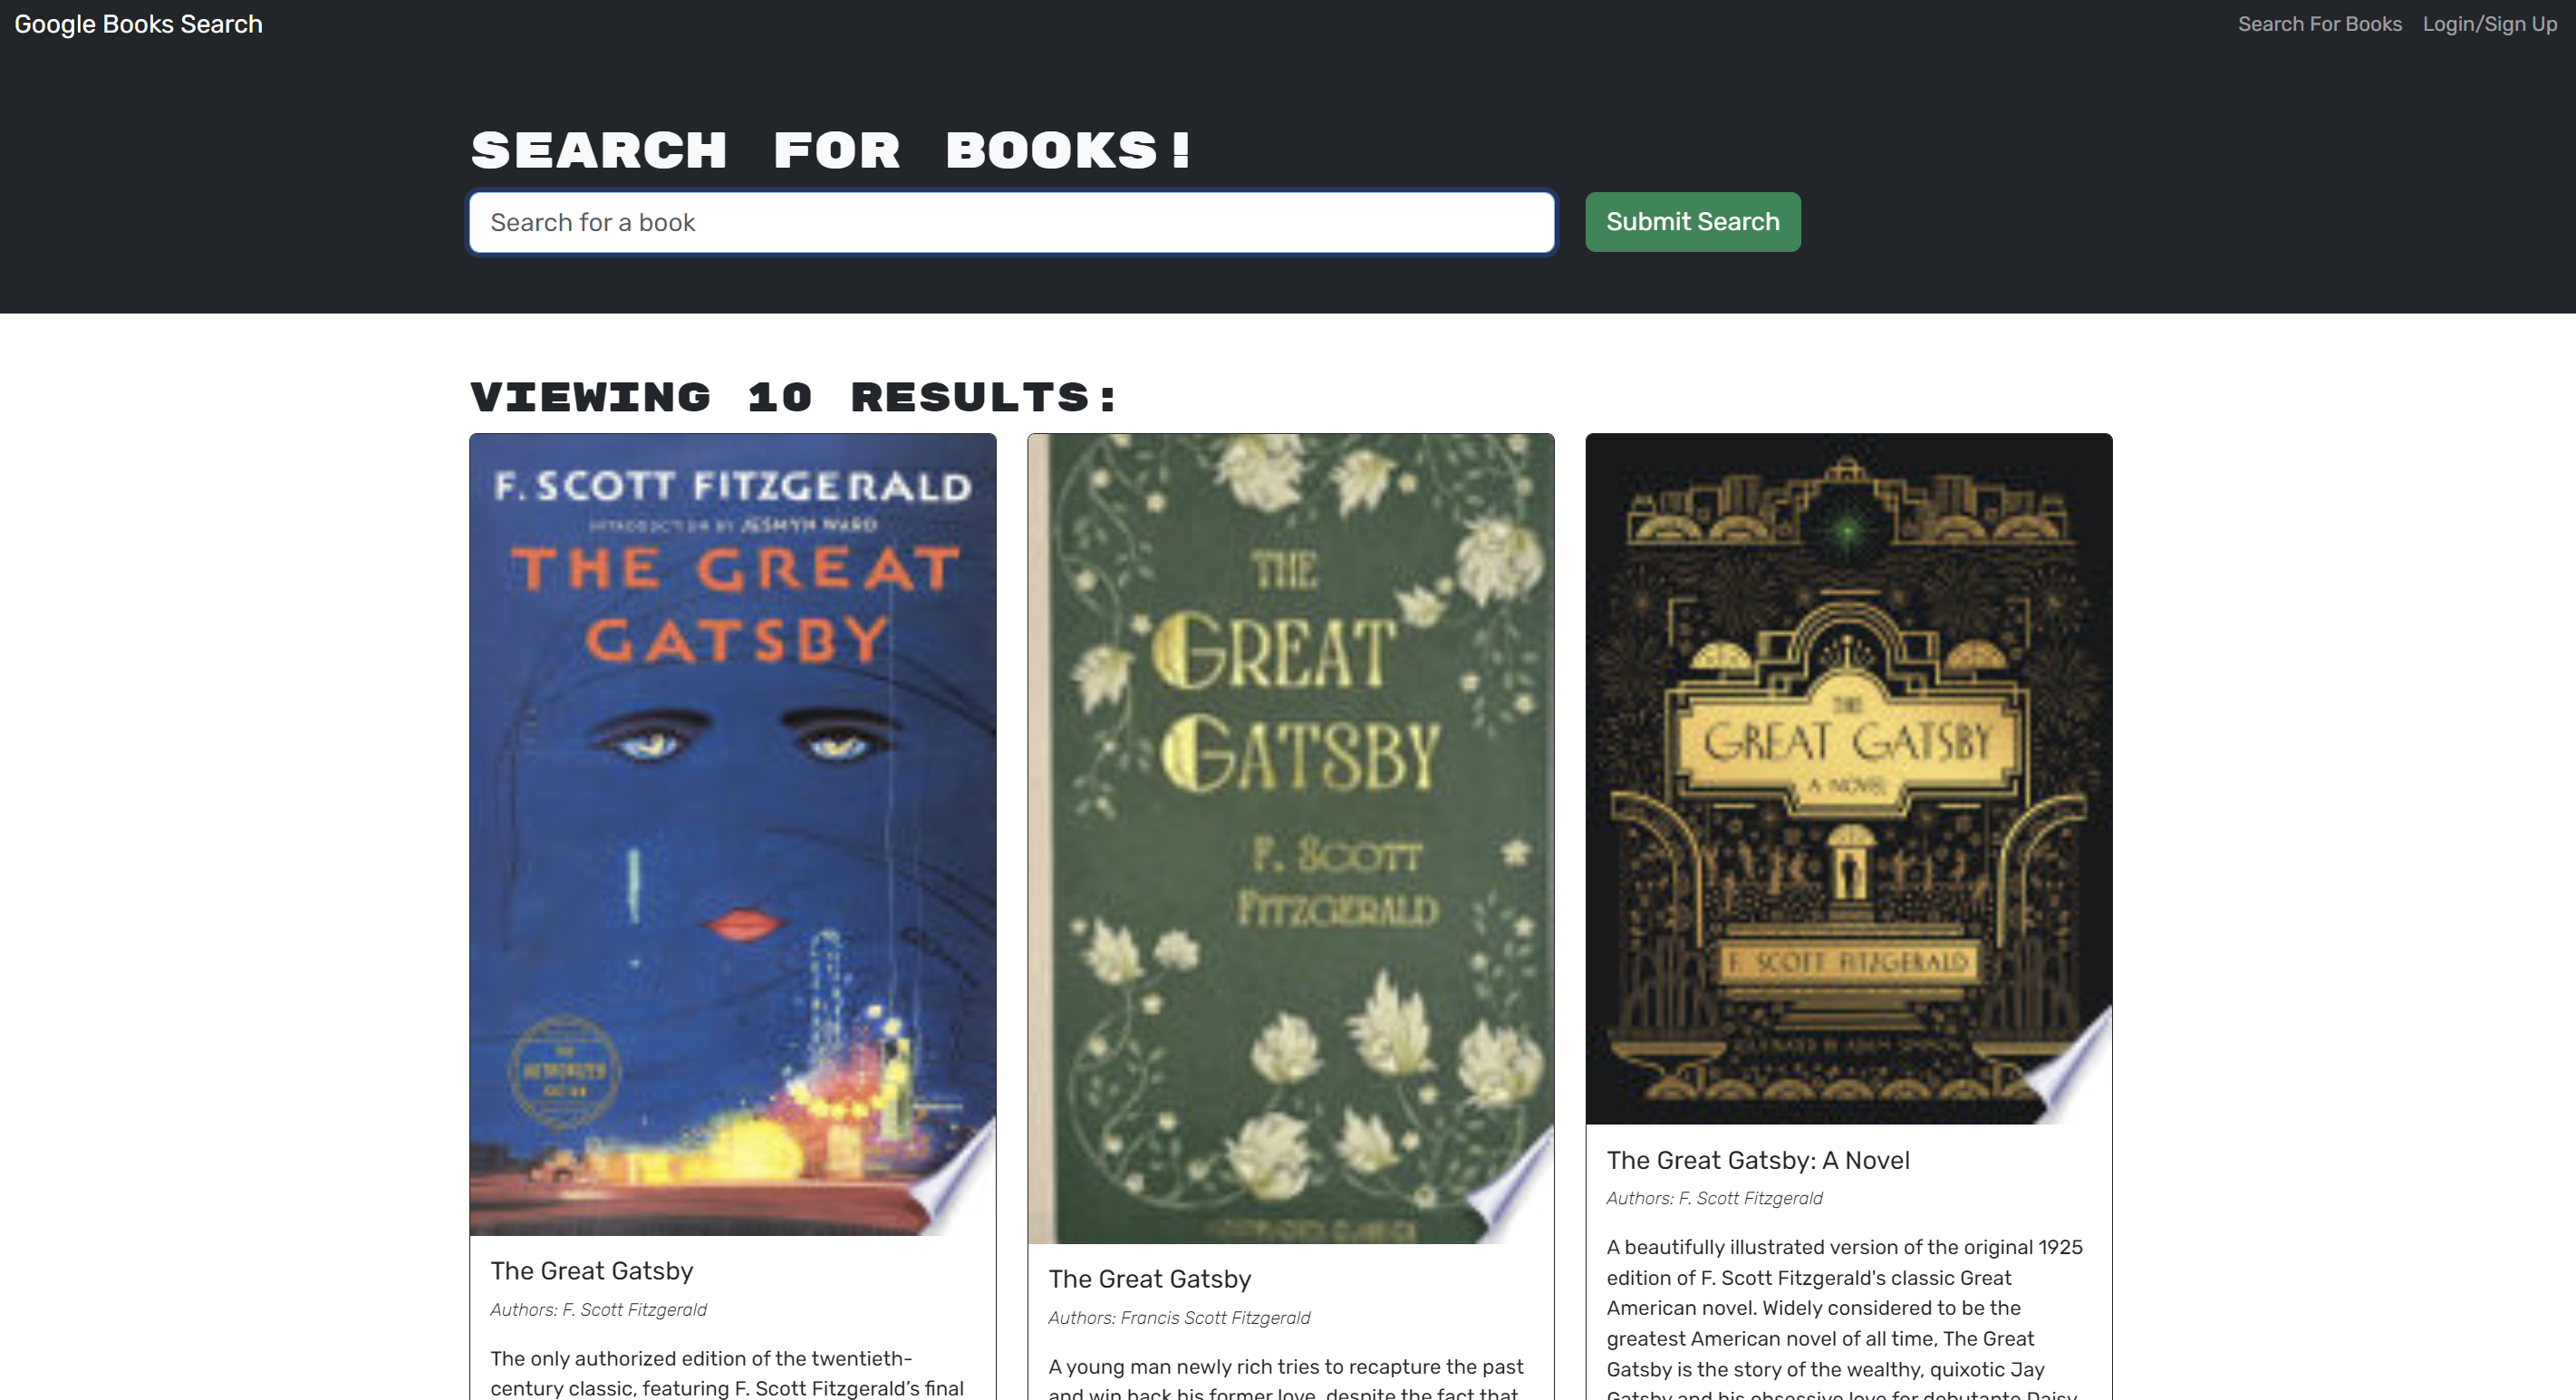 Google Books Search
Search For Books
Login/Sign Up
SEARCH FOR BOOKS!
Search for a book
Submit Search
VIEWING 10 RESULTS:
F. SCOTT FITZGERALD
INTRODUCTION BY JESMYN WARD
THE GREAT
GATSBY
THE
AUTHORIZED
EDITION
The Great Gatsby
Authors: F. Scott Fitzgerald
The only authorized edition of the twentieth-
century classic, featuring F. Scott Fitzgerald’s final
THE
GREAT
GATSBY
F. SCOTT
FITZGERALD
The Great Gatsby
Authors: Francis Scott Fitzgerald
A young man newly rich tries to recapture the past
and win back his former love, despite the fact that
THE
GREAT GATSBY
A NOVEL
F. SCOTT FITZGERALD
The Great Gatsby: A Novel
Authors: F. Scott Fitzgerald
A beautifully illustrated version of the original 1925
edition of F. Scott Fitzgerald's classic Great
American novel. Widely considered to be the
greatest American novel of all time, The Great
Gatsby is the story of the wealthy, quixotic Jay
Gatsby and his obsessive love for debutante Daisy